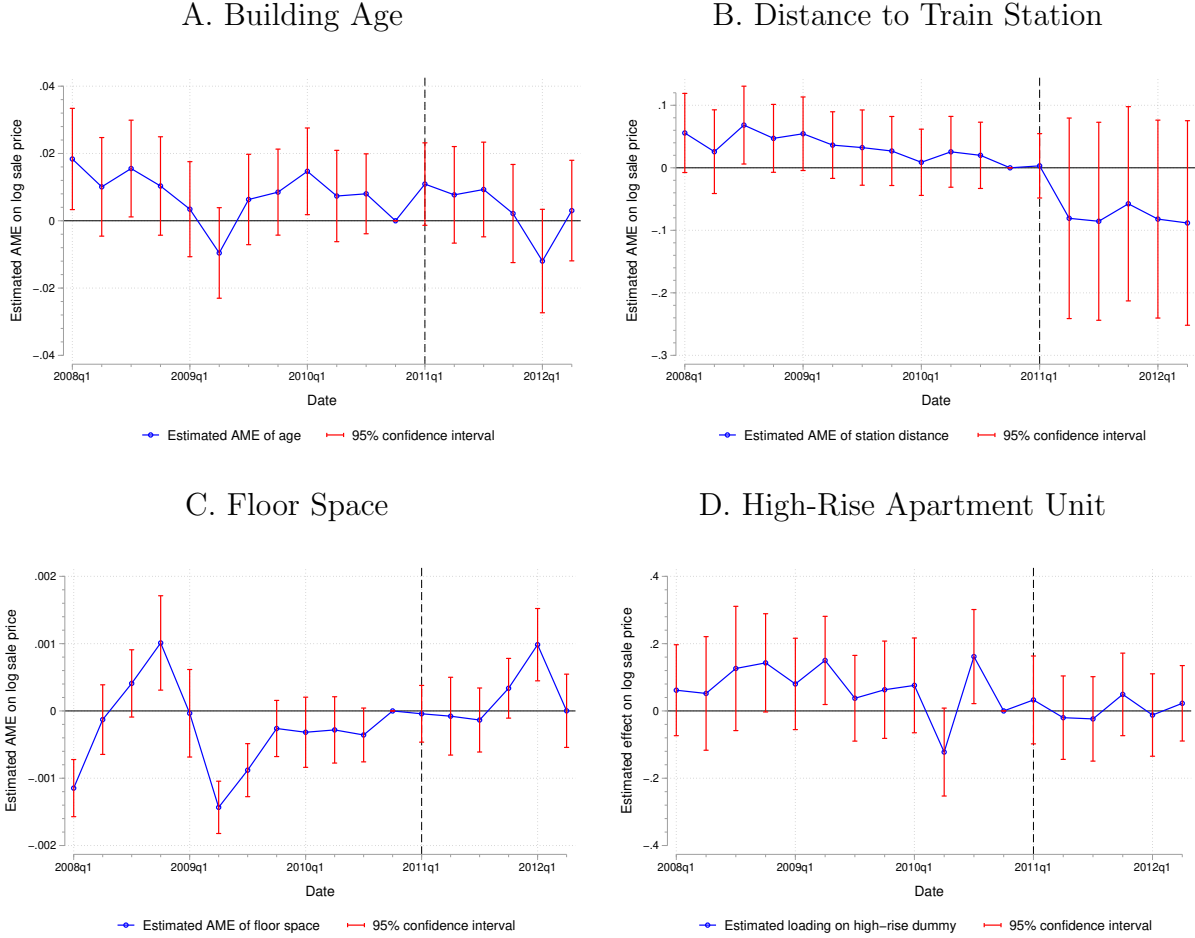 A. Building Age
Estimated AME on log sale price
.04
.02
0
−.02
−.04
2008q1 2009q1 2010q1 2011q1 2012q1
Date
Estimated AME of age 95% confidence interval
B. Distance to Train Station
Estimated AME on log sale price
.1
0
−.1
−.2
−.3
2008q1 2009q1 2010q1 2011q1 2012q1
Date
Estimated AME of station distance 95% confidence interval
C. Floor Space
Estimated AME on log sale price
.002
.001
0
−.001
−.002
2008q1 2009q1 2010q1 2011q1 2012q1
Date
Estimated AME of floor space 95% confidence interval
D. High-Rise Apartment Unit
Estimated effect on log sale price
.4
.2
0
−.2
−.4
2008q1 2009q1 2010q1 2011q1 2012q1
Date
Estimated loading on high−rise dummy 95% confidence interval